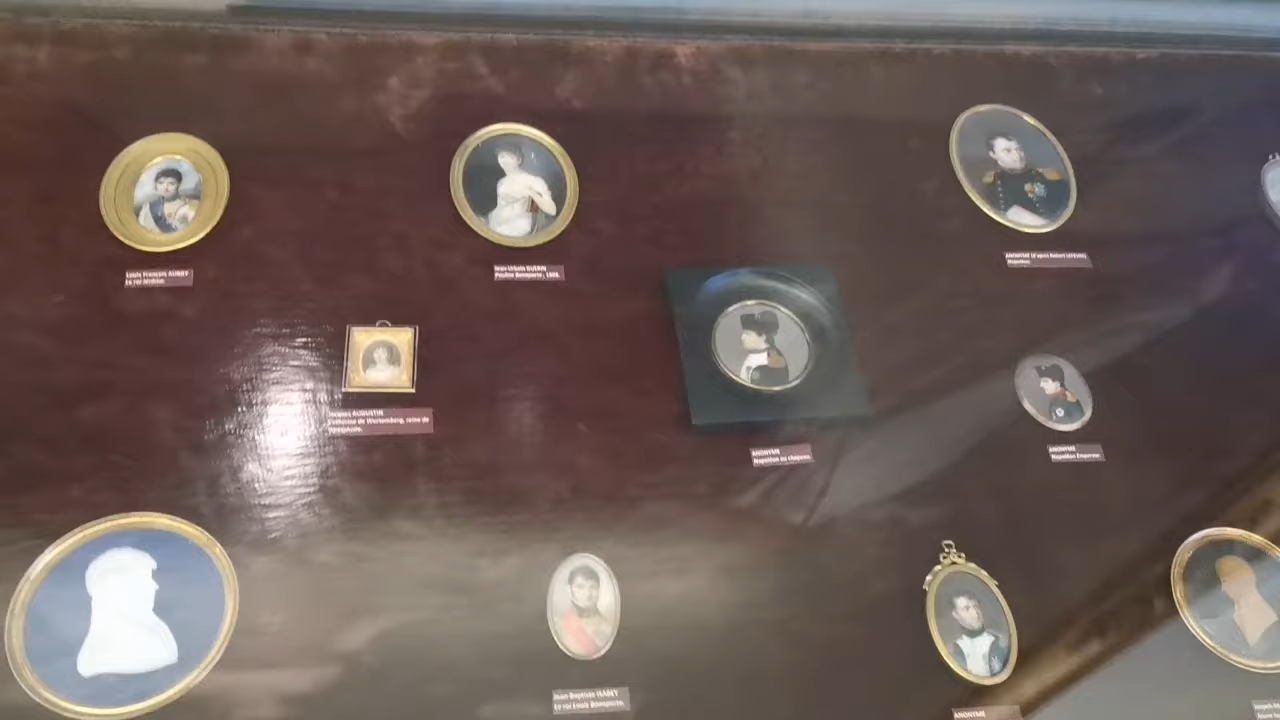 Louis François AUBRY
Le roi Jérôme.
Jean-Urbain GUERIN
Pauline Bonaparte, 1808.
ANONYME (d'après Robert LEFEVRE)
Napoléon.
Jacques AUGUSTIN
Catherine de Wurtemberg, reine de
Westphalie.
ANONYME
Napoléon au chapeau.
ANONYME
Napoléon Empereur.
Jean-Baptiste ISABEY
Le roi Louis Bonaparte.
ANONYME